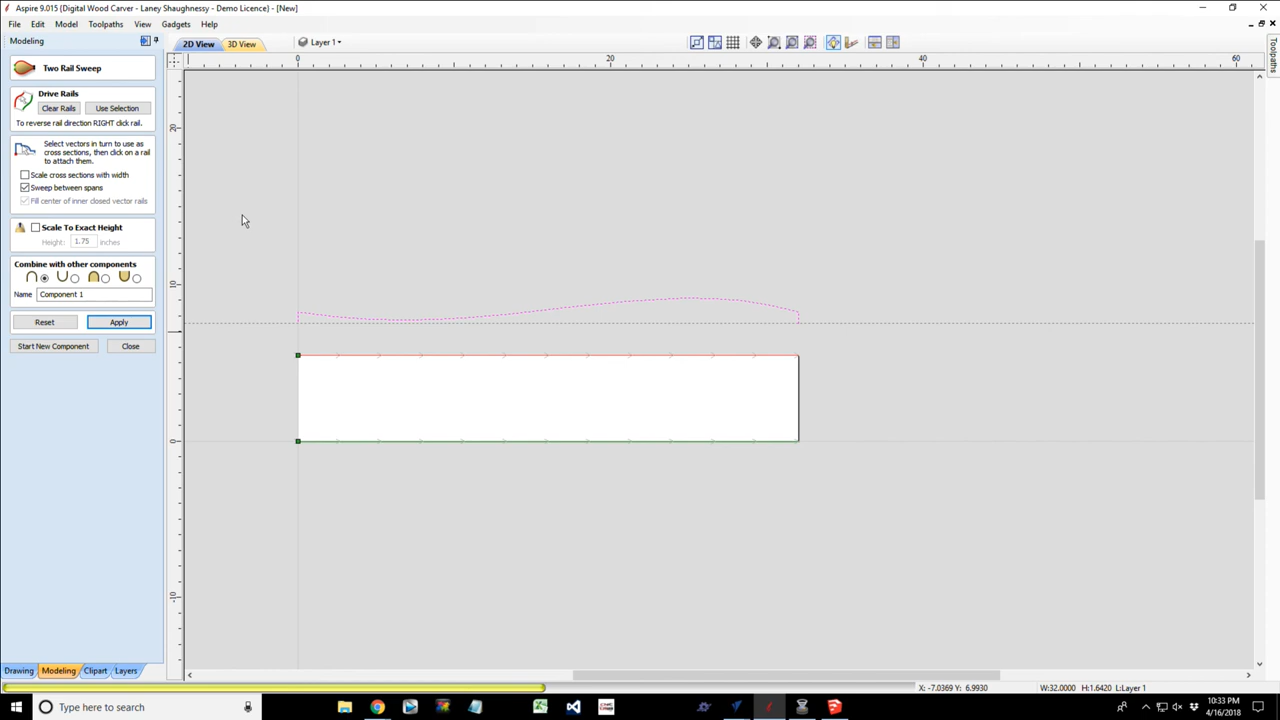 Aspire 9.015 {Digital Wood Carver - Laney Shaughnessy - Demo Licence} - [New]
File Edit Model Toolpaths View Gadgets Help
Modeling
2D View 3D View Layer 1
Toolpaths
0 20 40 60
20
10
0
-10
Two Rail Sweep
Drive Rails
Clear Rails Use Selection
To reverse rail direction RIGHT click rail.
Select vectors in turn to use as
cross sections, then click on a rail
to attach them.
Scale cross sections with width
Sweep between spans
Fill center of inner closed vector rails
Scale To Exact Height
Height: 1.75 inches
Combine with other components
Name Component 1
Reset Apply
Start New Component Close
Drawing Modeling Clipart Layers
X: -7.0369 Y: 6.9930 W:32.0000 H:1.6420 L:Layer 1
Type here to search
10:33 PM
4/16/2018